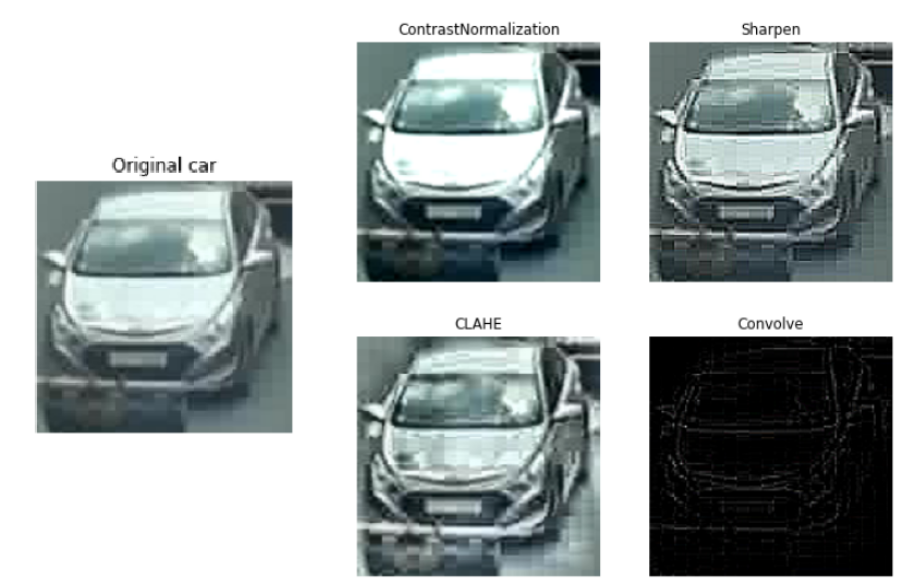 ContrastNormalization
Sharpen
Original car
CLAHE
Convolve